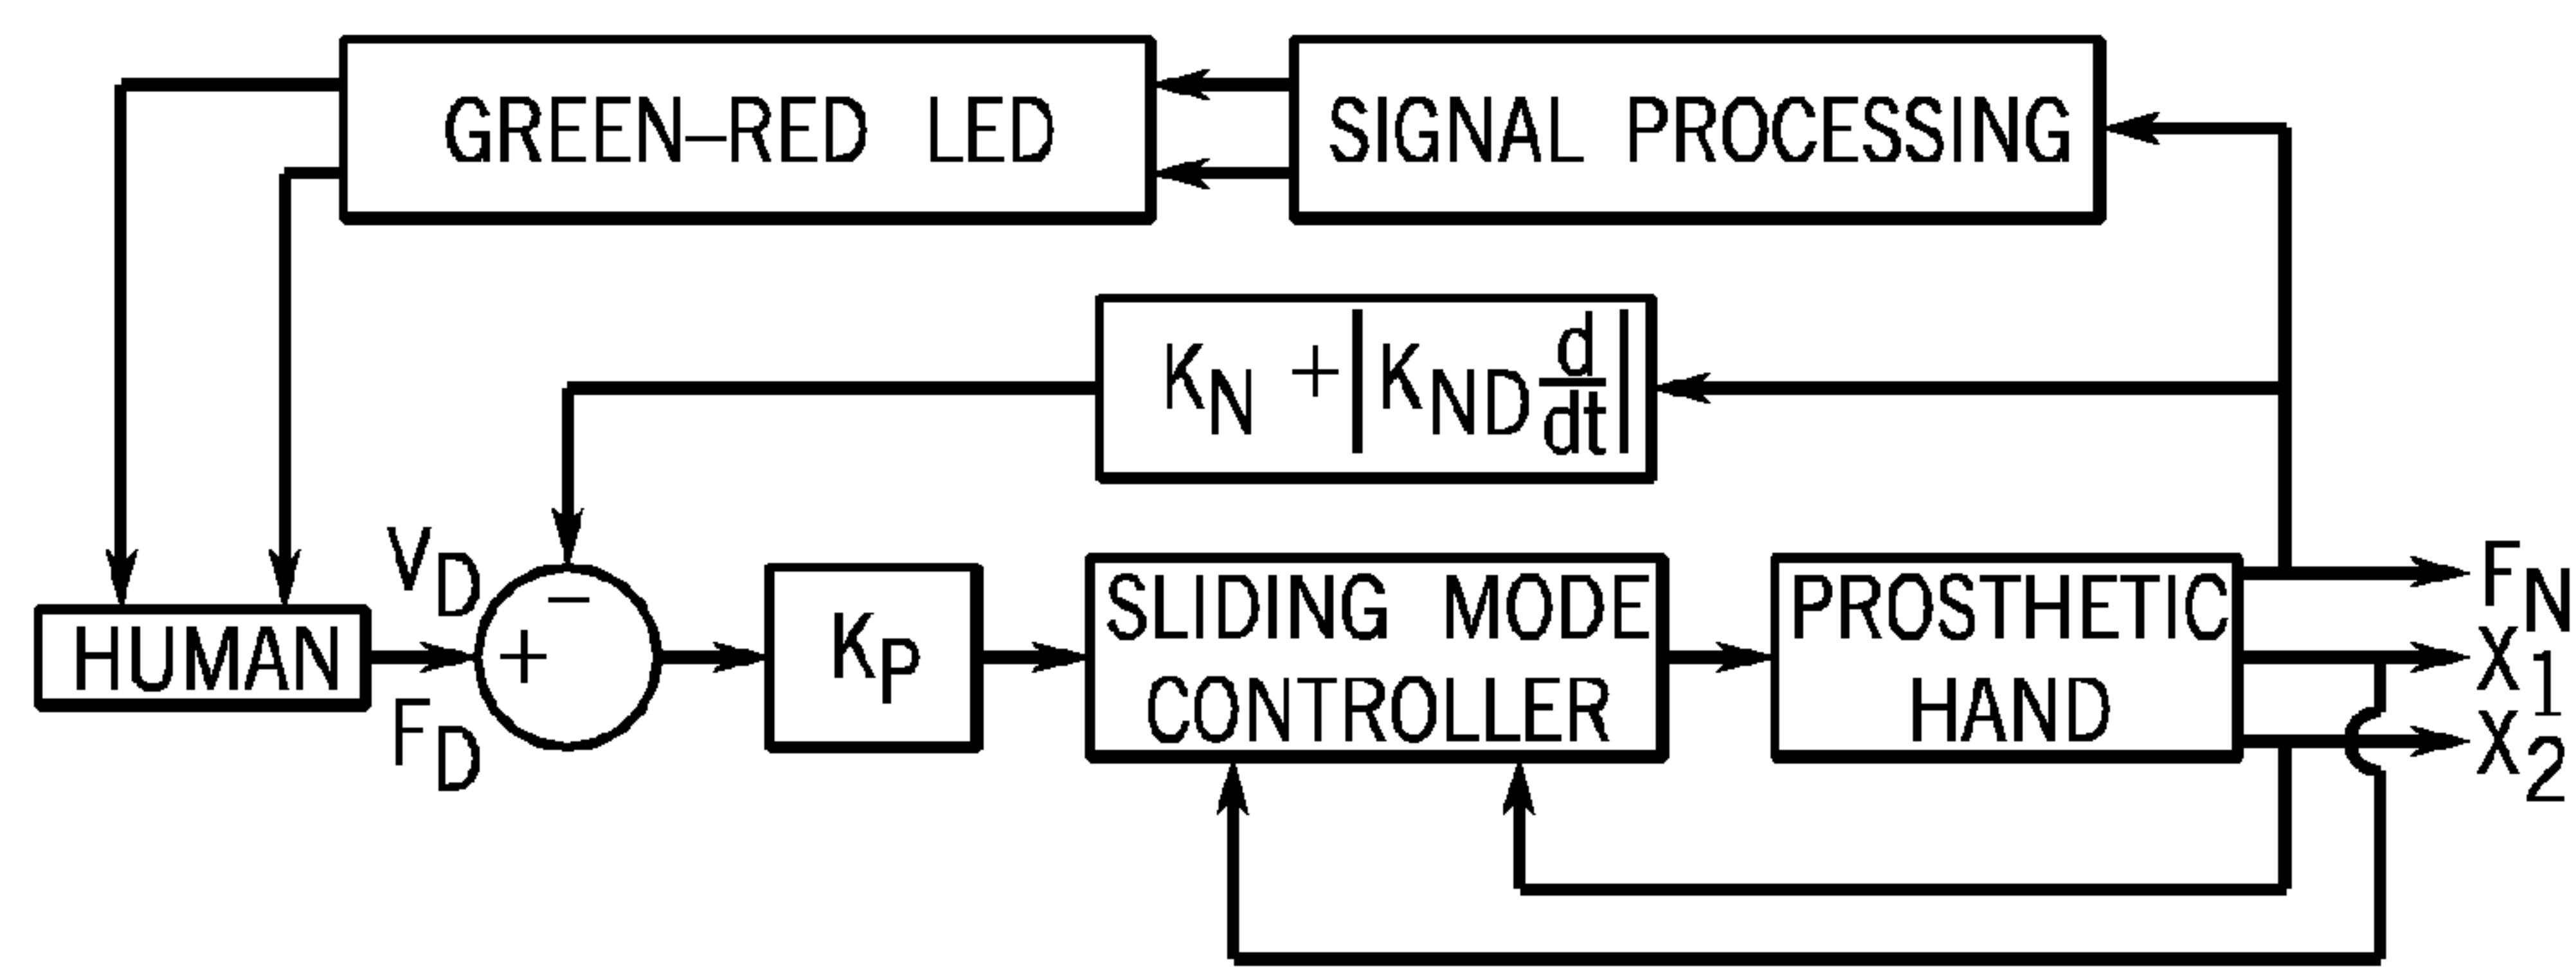 GREEN–RED LED
SIGNAL PROCESSING
K_N + |K_ND d/dt|
V_D
HUMAN
F_D
–
+
K_P
SLIDING MODE
CONTROLLER
PROSTHETIC
HAND
F_N
X_1
X_2